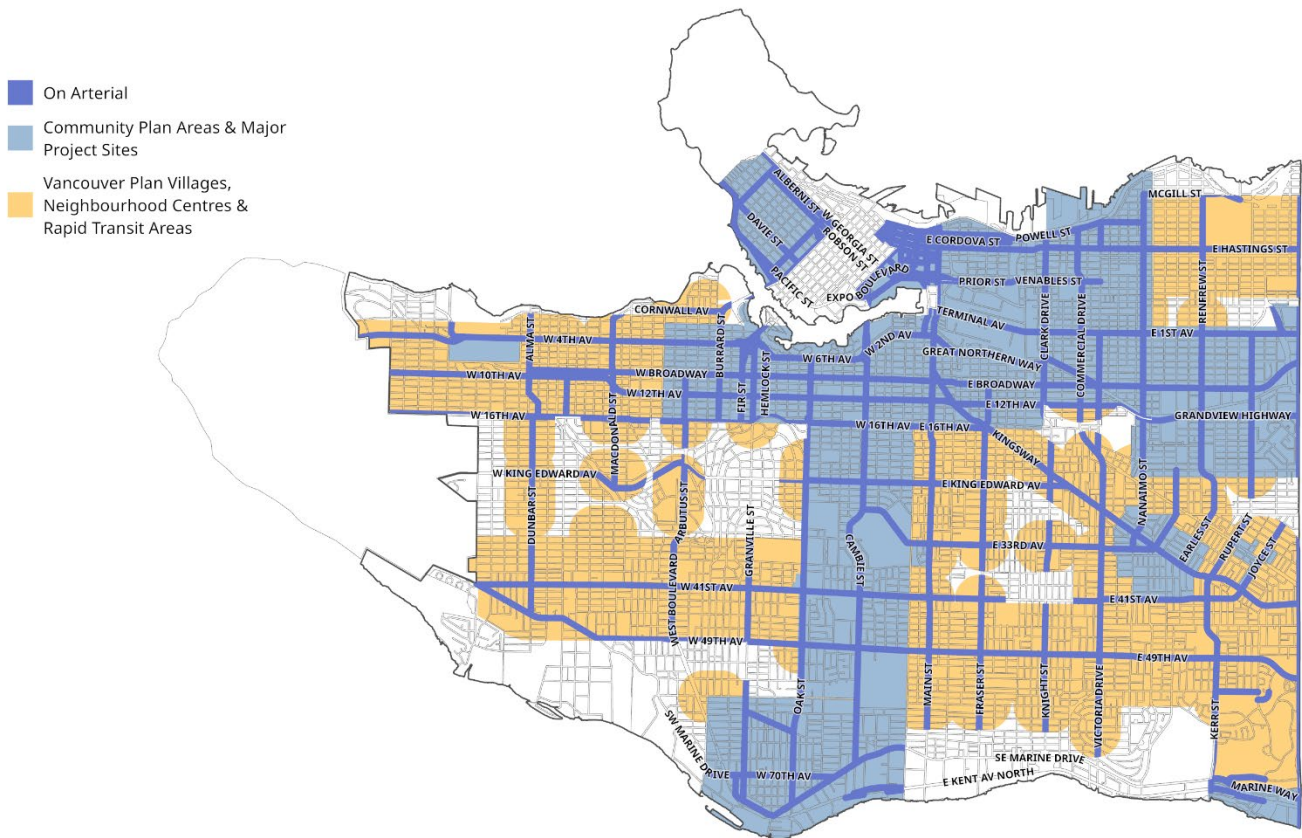 On Arterial
Community Plan Areas & Major
Project Sites
Vancouver Plan Villages,
Neighbourhood Centres &
Rapid Transit Areas
MCGILL ST
ALBERNI ST
W GEORGIA ST
ROBSON ST
DAVIE ST
PACIFIC ST
EXPO BOULEVARD
E CORDOVA ST
POWELL ST
E HASTINGS ST
PRIOR ST
VENABLES ST
RENFREW ST
CORNWALL AV
TERMINAL AV
CLARK DRIVE
COMMERCIAL DRIVE
E 1ST AV
ALMA ST
W 4TH AV
BURRARD ST
W 2ND AV
W 6TH AV
GREAT NORTHERN WAY
FIR ST
HEMLOCK ST
W 10TH AV
W BROADWAY
E BROADWAY
W 12TH AV
E 12TH AV
W 16TH AV
MACDONALD ST
W 16TH AV
E 16TH AV
KINGSWAY
GRANDVIEW HIGHWAY
W KING EDWARD AV
E KING EDWARD AV
DUNBAR ST
ARBUTUS ST
GRANVILLE ST
NANAIMO ST
CAMBIE ST
E 33RD AV
EARLES ST
RUPERT ST
JOYCE ST
WEST BOULEVARD
W 41ST AV
E 41ST AV
W 49TH AV
E 49TH AV
OAK ST
MAIN ST
FRASER ST
KNIGHT ST
VICTORIA DRIVE
KERR ST
SW MARINE DRIVE
W 70TH AV
SE MARINE DRIVE
E KENT AV NORTH
MARINE WAY